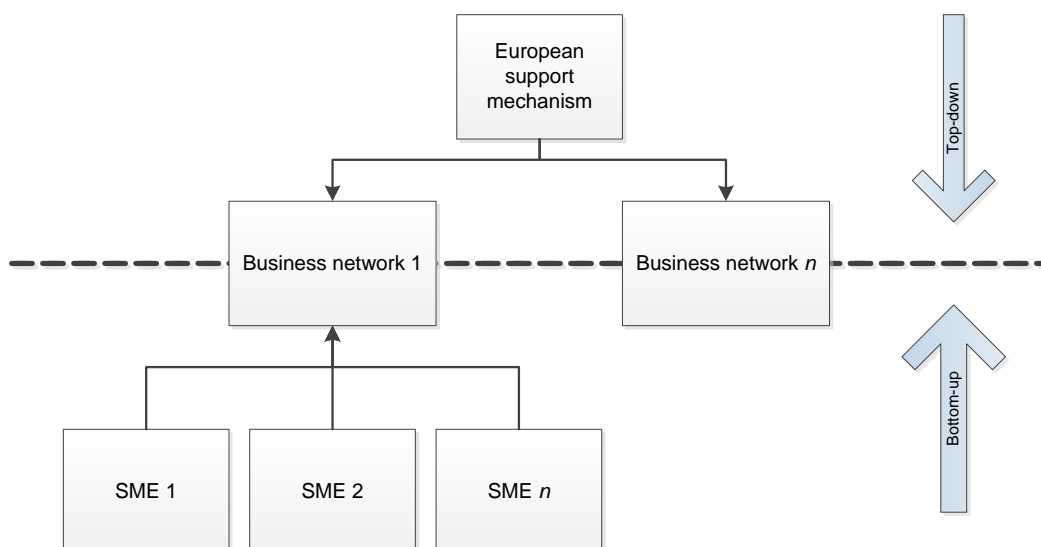 European
support
mechanism
Top-down
Business network 1
Business network n
Bottom-up
SME 1
SME 2
SME n